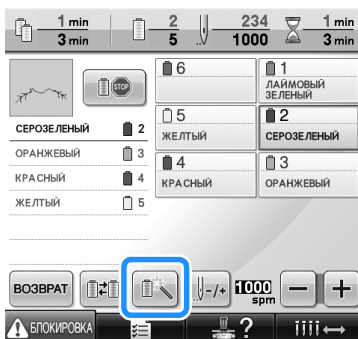 1 min
3 min
2
5
234
1000
1 min
3 min
STOP
6
1
ЛАЙМОВЫЙ
ЗЕЛЕНЫЙ
5
ЖЕЛТЫЙ
2
СЕРОЗЕЛЕНЫЙ
4
КРАСНЫЙ
3
ОРАНЖЕВЫЙ
СЕРОЗЕЛЕНЫЙ 2
ОРАНЖЕВЫЙ 3
КРАСНЫЙ 4
ЖЕЛТЫЙ 5
ВОЗВРАТ
-/+
1000
spm
− +
БЛОКИРОВКА
?